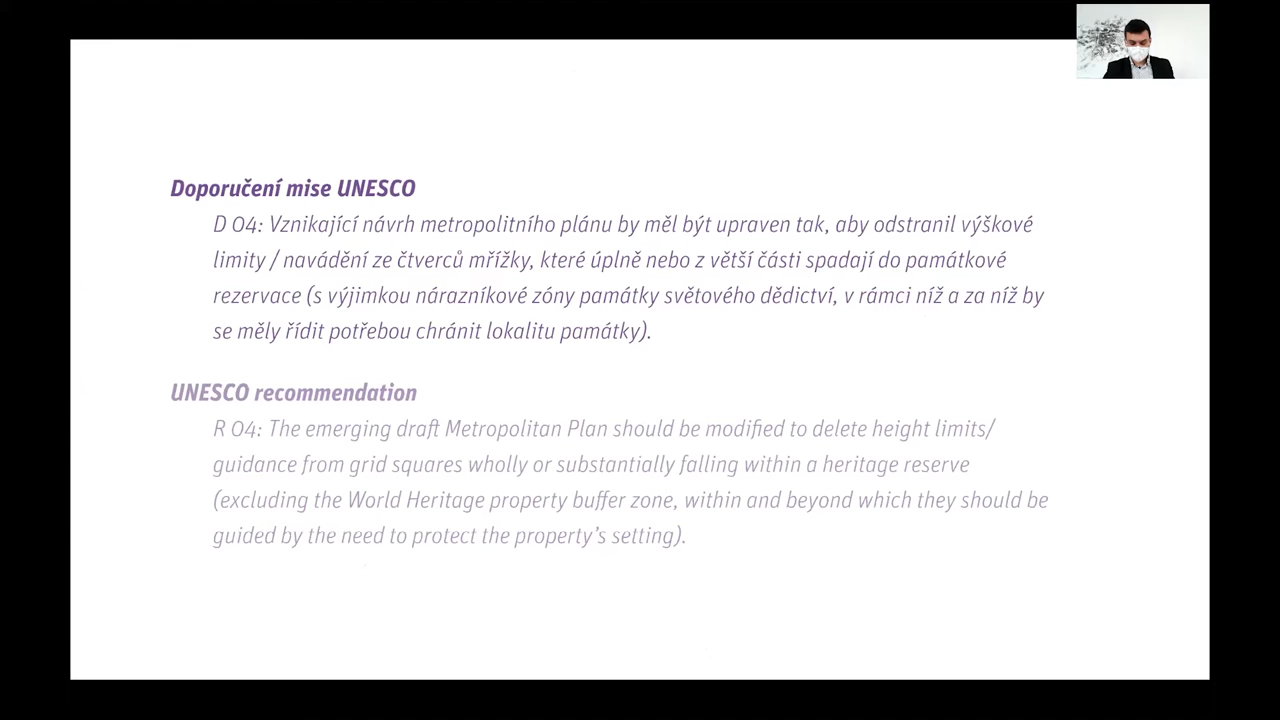 Doporučení mise UNESCO
D 04: Vznikající návrh metropolitního plánu by měl být upraven tak, aby odstranil výškové
limity / navádění ze čtverců mřížky, které úplně nebo z větší části spadají do památkové
rezervace (s výjimkou nárazníkové zóny památky světového dědictví, v rámci níž a za níž by
se měly řídit potřebou chránit lokalitu památky).
UNESCO recommendation
R 04: The emerging draft Metropolitan Plan should be modified to delete height limits/
guidance from grid squares wholly or substantially falling within a heritage reserve
(excluding the World Heritage property buffer zone, within and beyond which they should be
guided by the need to protect the property's setting).